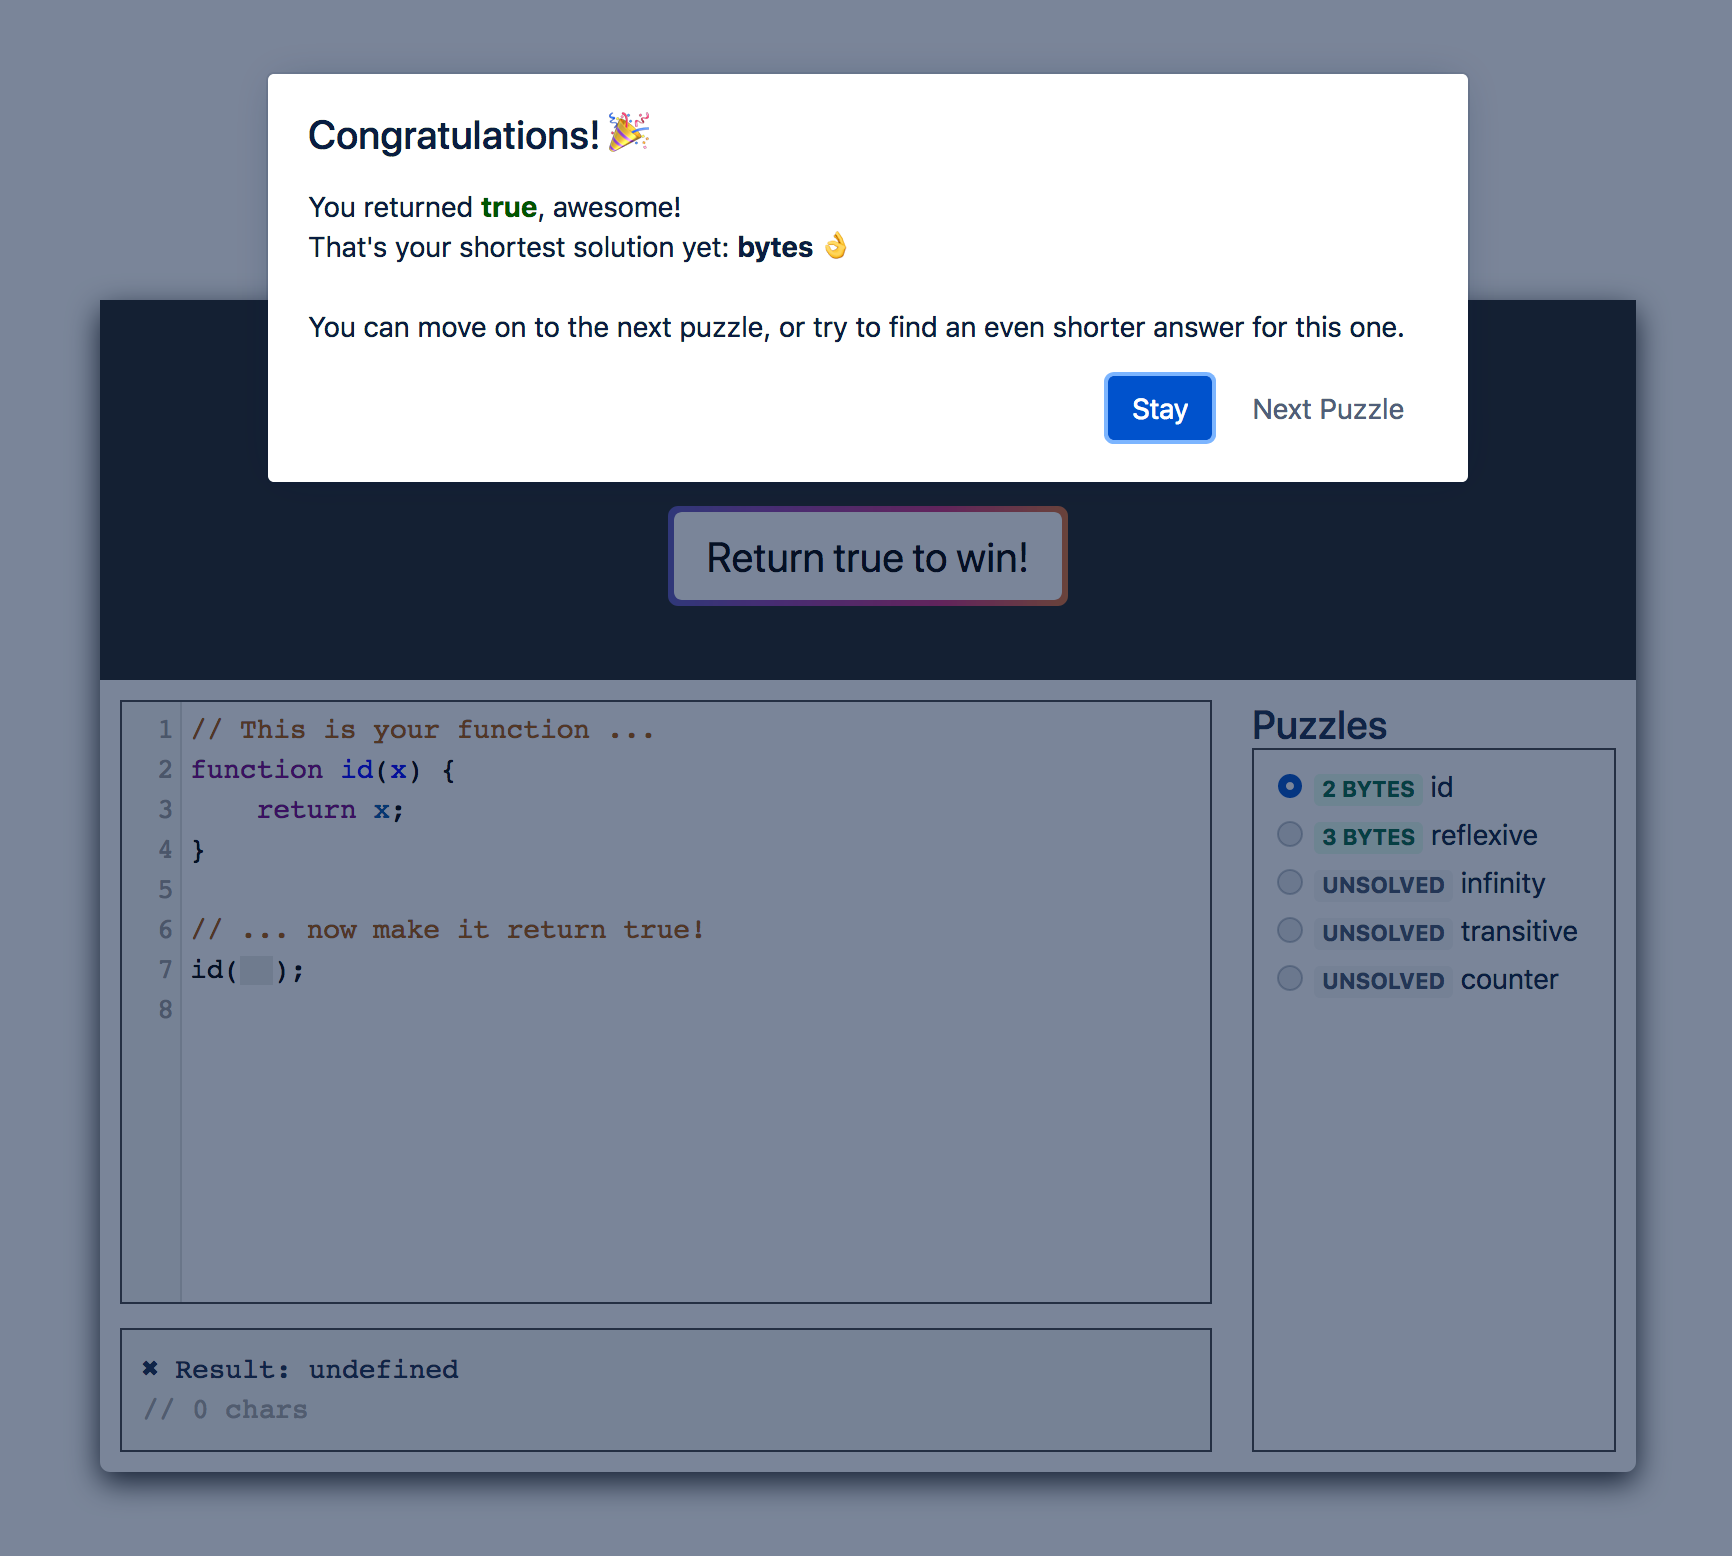 Congratulations! 🎉
You returned true, awesome!
That's your shortest solution yet: bytes 👌
You can move on to the next puzzle, or try to find an even shorter answer for this one.
Stay
Next Puzzle
Return true to win!
1 // This is your function ...
2 function id(x) {
3     return x;
4 }
5
6 // ... now make it return true!
7 id(  );
8
Puzzles
2 BYTES id
3 BYTES reflexive
UNSOLVED infinity
UNSOLVED transitive
UNSOLVED counter
✖ Result: undefined
// 0 chars